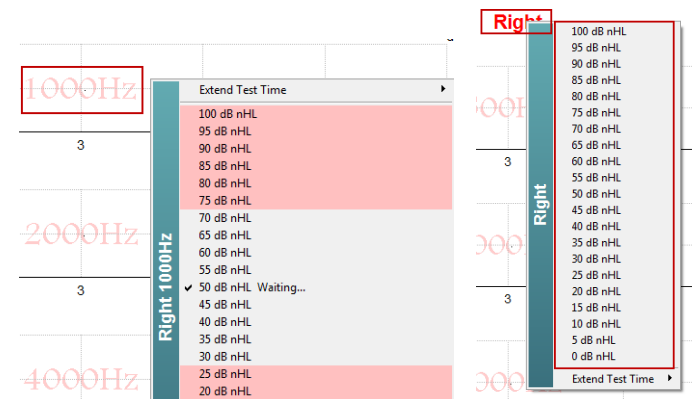 1000Hz
3
2000Hz
3
4000Hz
Right 1000Hz
Extend Test Time
100 dB nHL
95 dB nHL
90 dB nHL
85 dB nHL
80 dB nHL
75 dB nHL
70 dB nHL
65 dB nHL
60 dB nHL
55 dB nHL
50 dB nHL Waiting...
45 dB nHL
40 dB nHL
35 dB nHL
30 dB nHL
25 dB nHL
20 dB nHL
Right
3
3
Right
100 dB nHL
95 dB nHL
90 dB nHL
85 dB nHL
80 dB nHL
75 dB nHL
70 dB nHL
65 dB nHL
60 dB nHL
55 dB nHL
50 dB nHL
45 dB nHL
40 dB nHL
35 dB nHL
30 dB nHL
25 dB nHL
20 dB nHL
15 dB nHL
10 dB nHL
5 dB nHL
0 dB nHL
Extend Test Time